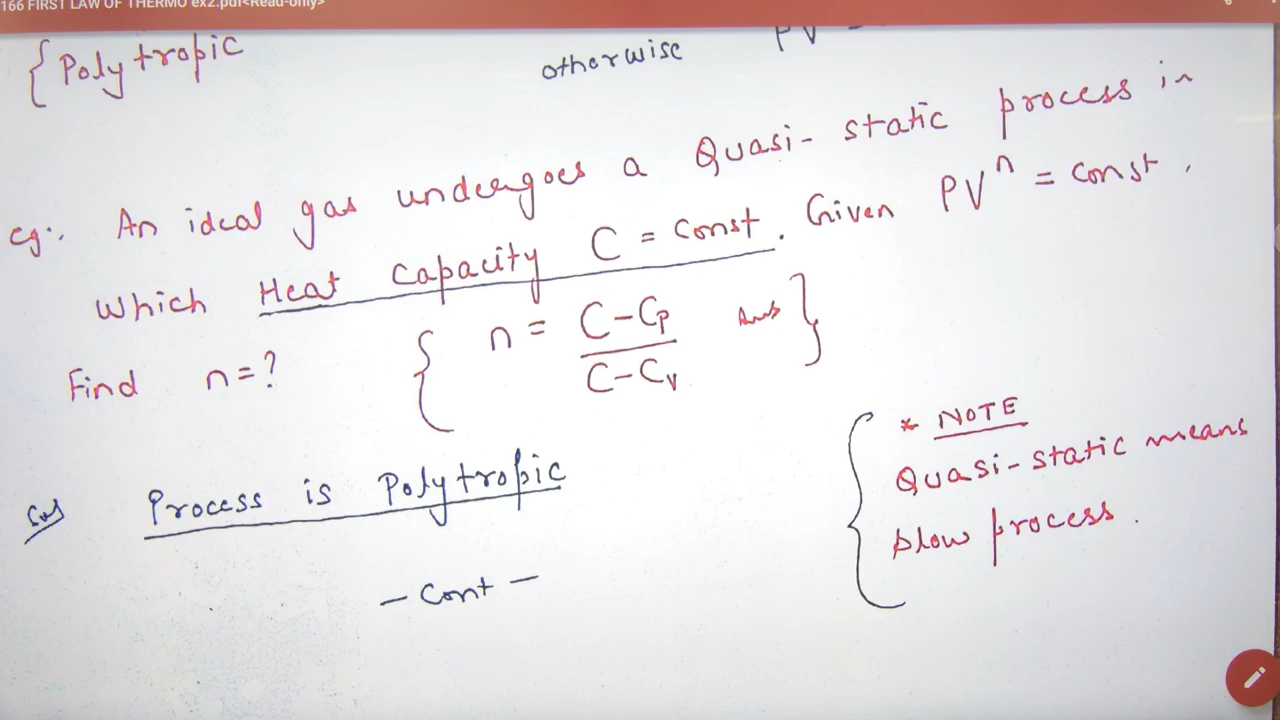 166 FIRST LAW OF THERMO ex2.pdf<Read-only>
{Polytropic
otherwise PV
eg:. An ideal gas undergoes a Quasi-static process in
which Heat Capacity C = const. Given PVⁿ = const.
Find n=? { n = C-Cp / C-Cv Ans }
* NOTE
Quasi-static means
slow process.
Sol Process is Polytropic
- Cont -